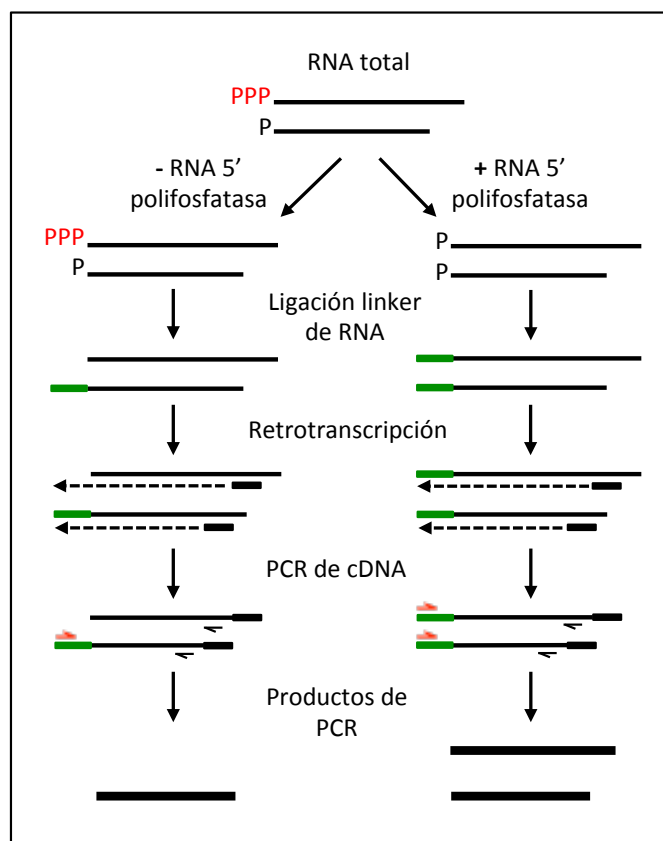 RNA total
PPP
P
- RNA 5’
polifosfatasa
+ RNA 5’
polifosfatasa
PPP
P
P
P
Ligación linker
de RNA
Retrotranscripción
PCR de cDNA
Productos de
PCR